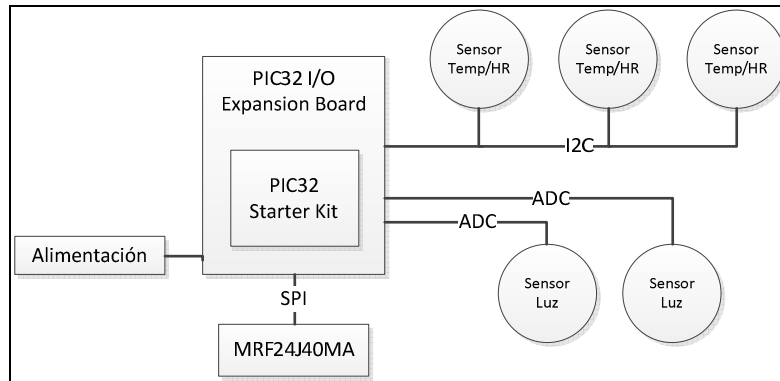 Sensor
Temp/HR
Sensor
Temp/HR
Sensor
Temp/HR
PIC32 I/O
Expansion Board
I2C
PIC32
Starter Kit
ADC
ADC
Alimentación
Sensor
Luz
Sensor
Luz
SPI
MRF24J40MA